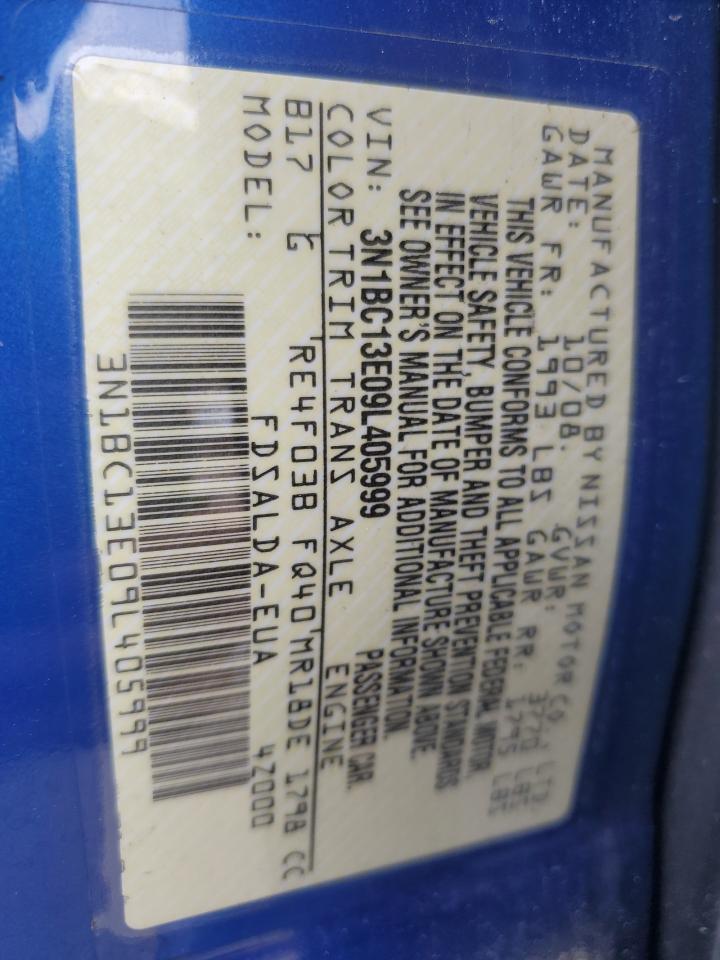 MANUFACTURED BY NISSAN MOTOR CO., LTD.
DATE: 10/08. GVWR: 3770 LBS
GAWR FR: 1993 LBS GAWR RR: 1795 LBS
THIS VEHICLE CONFORMS TO ALL APPLICABLE FEDERAL MOTOR
VEHICLE SAFETY, BUMPER AND THEFT PREVENTION STANDARDS
IN EFFECT ON THE DATE OF MANUFACTURE SHOWN ABOVE.
SEE OWNER'S MANUAL FOR ADDTIONAL INFORMATION.
VIN: 3N1BC13E09L405999 PASSENGER CAR.
COLOR TRIM TRANS AXLE ENGINE
B17 G RE4F03B FQ40 MR18DE 1798 CC
MODEL: FDSALDA-EUA 4Z000
3N1BC13E09L405999